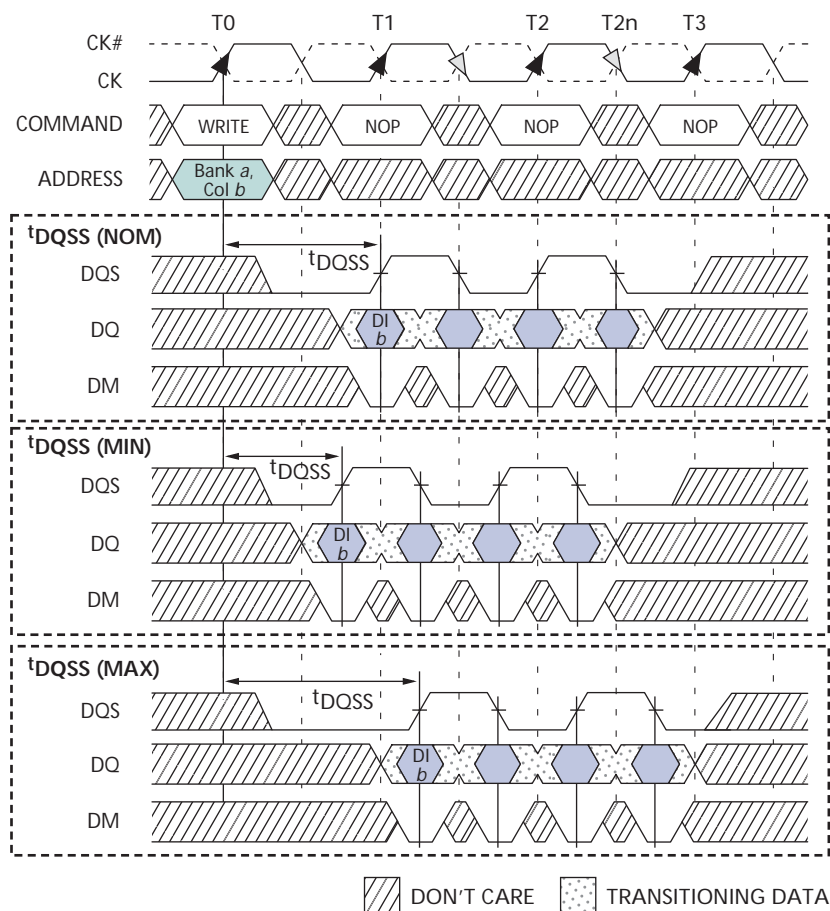 T0 T1 T2 T2n T3
CK#
CK
COMMAND WRITE NOP NOP NOP
ADDRESS Bank a,
Col b
tDQSS (NOM)
tDQSS
DQS
DQ DI
b
DM
tDQSS (MIN)
tDQSS
DQS
DQ DI
b
DM
tDQSS (MAX)
tDQSS
DQS
DQ DI
b
DM
DON'T CARE TRANSITIONING DATA